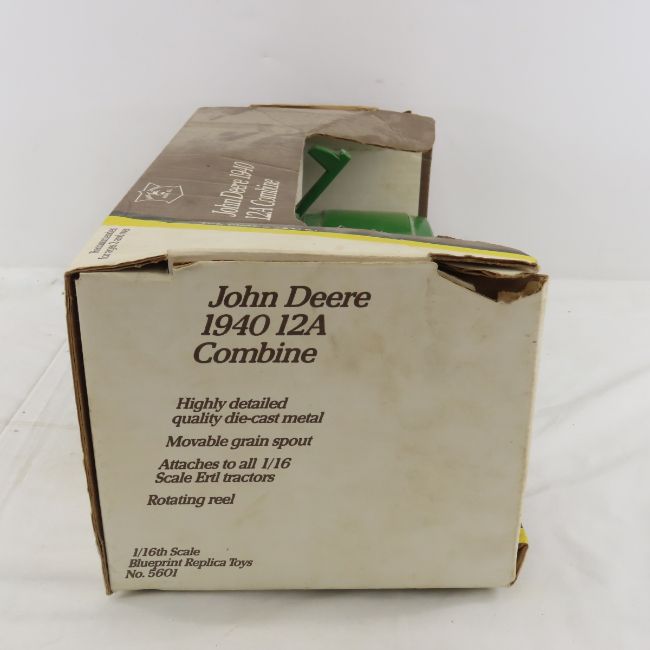 John Deere 1940
12A Combine
John Deere
1940 12A
Combine
Highly detailed
quality die-cast metal
Movable grain spout
Attaches to all 1/16
Scale Ertl tractors
Rotating reel
1/16th Scale
Blueprint Replica Toys
No. 5601